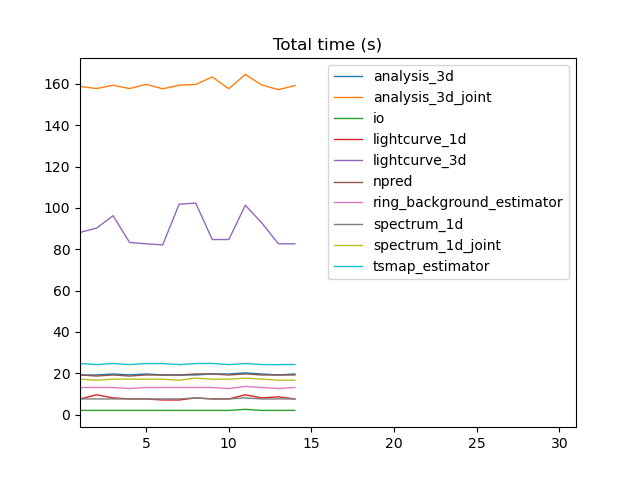 Total time (s)
160
140
120
100
80
60
40
20
0
5
10
15
20
25
30
analysis_3d
analysis_3d_joint
io
lightcurve_1d
lightcurve_3d
npred
ring_background_estimator
spectrum_1d
spectrum_1d_joint
tsmap_estimator